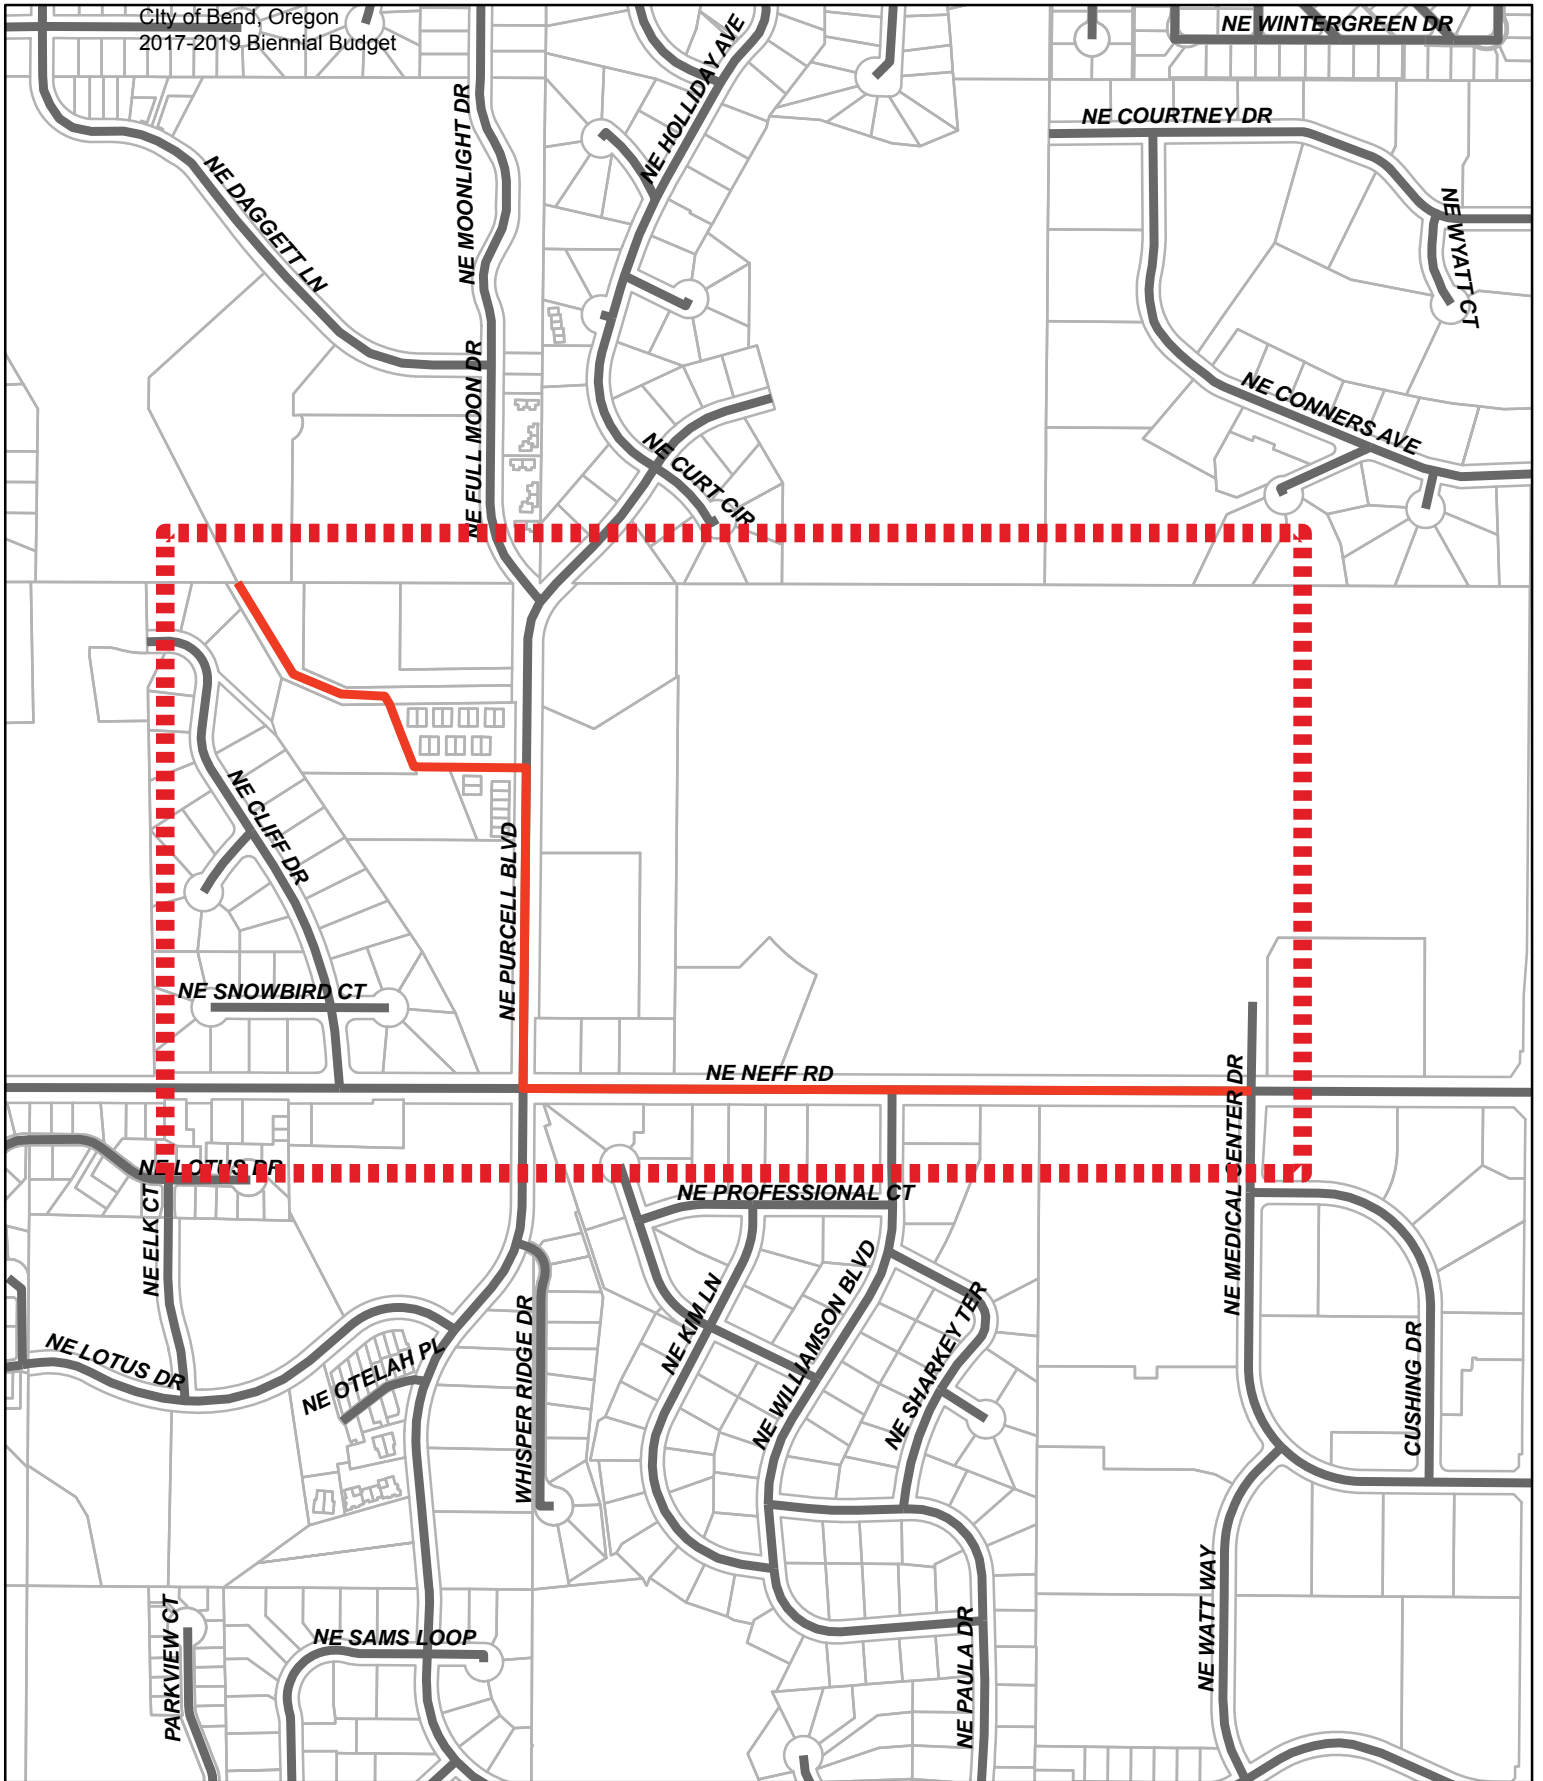 CIty of Bend, Oregon
2017-2019 Biennial Budget
NE WINTERGREEN DR
NE HOLLIDAY AVE
NE MOONLIGHT DR
NE COURTNEY DR
NE DAGGETT LN
NE WYATT CT
NE FULL MOON DR
NE CONNERS AVE
NE CURT CIR
NE CLIFF DR
NE PURCELL BLVD
NE SNOWBIRD CT
NE NEFF RD
NE MEDICAL CENTER DR
NE LOTUS DR
NE ELK CT
NE PROFESSIONAL CT
NE KIM LN
NE WILLIAMSON BLVD
NE SHARKEY TER
WHISPER RIDGE DR
NE LOTUS DR
NE OTELAH PL
CUSHING DR
NE WATT WAY
PARKVIEW CT
NE SAMS LOOP
NE PAULA DR